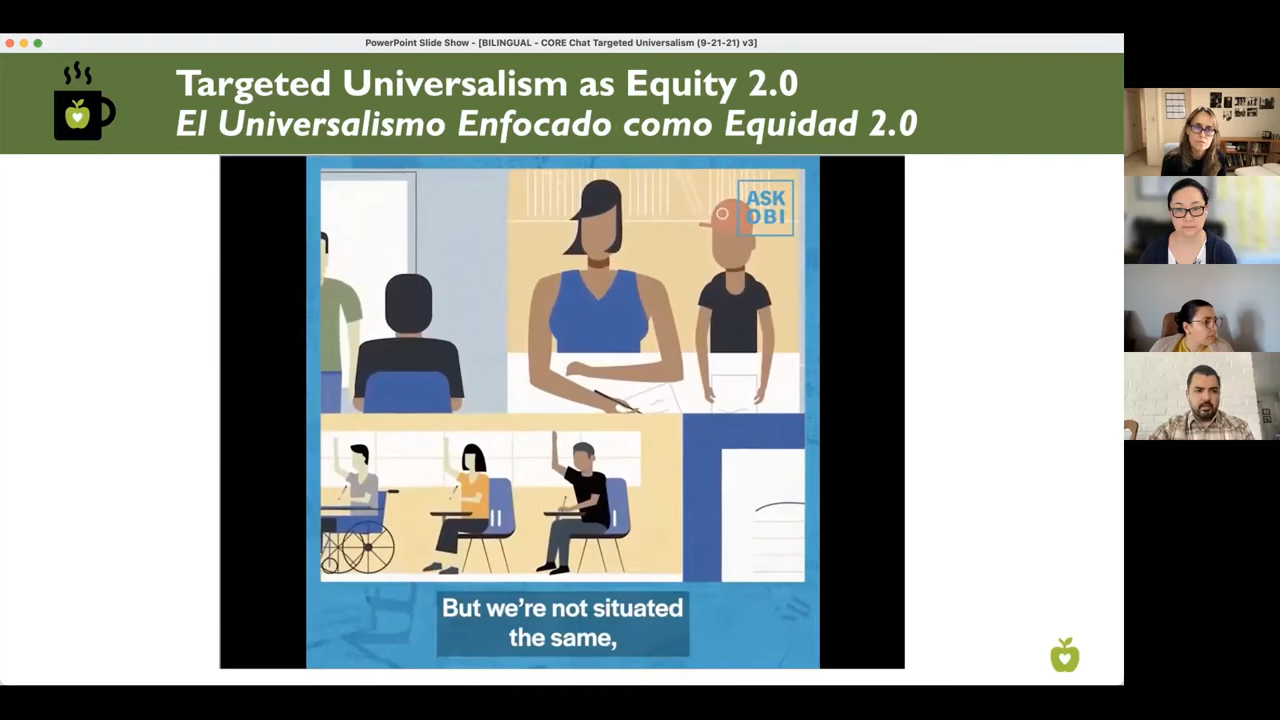 PowerPoint Slide Show - [BILINGUAL - CORE Chat Targeted Universalism (9-21-21) v3]
Targeted Universalism as Equity 2.0
El Universalismo Enfocado como Equidad 2.0
ASK
OBI
But we're not situated
the same,